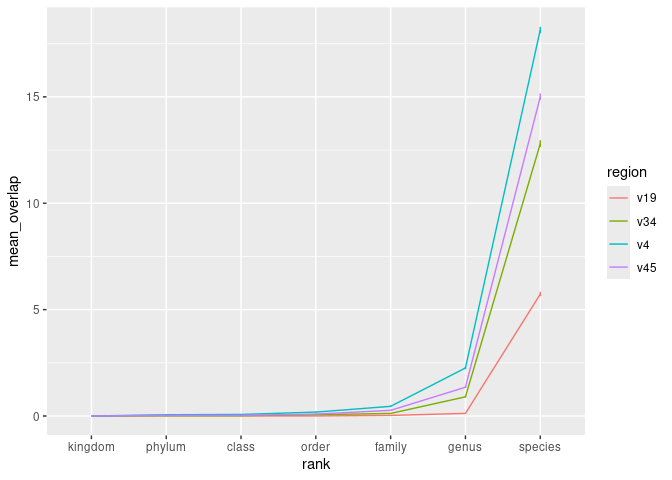 mean_overlap
15
10
5
0
kingdom phylum class order family genus species
rank
region
v19
v34
v4
v45